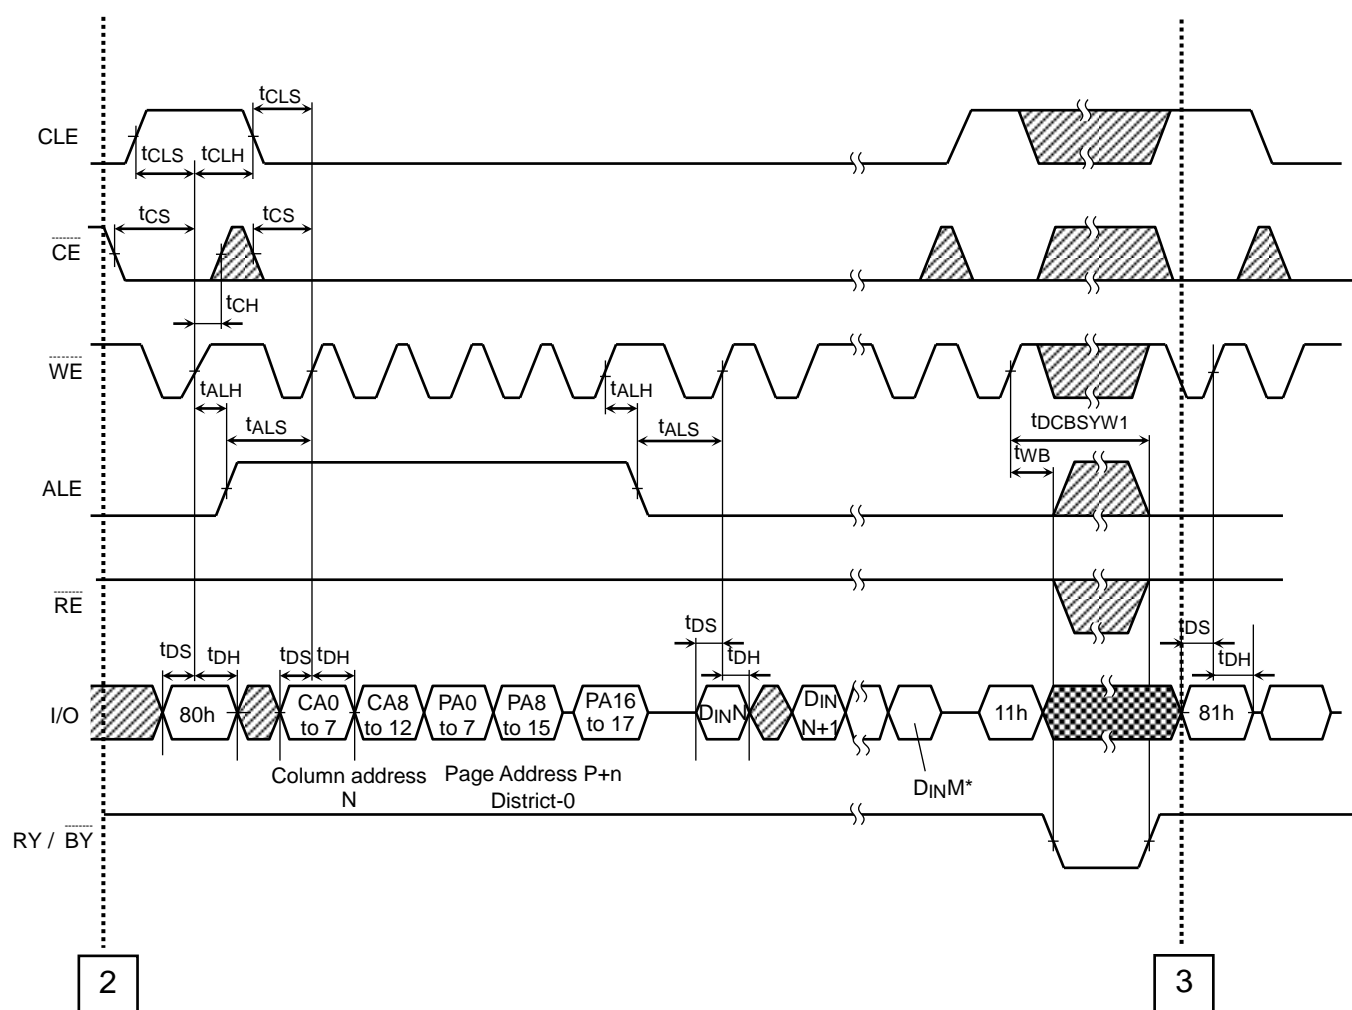 tCLS
CLE
tCLS
tCLH
tCS
tCS
CE
tCH
WE
tALH
tALH
tALS
tALS
tDCBSYW1
tWB
ALE
RE
tDS
tDH
tDS
tDH
tDS
tDH
tDS
tDH
I/O
80h
CA0
to 7
CA8
to 12
PA0
to 7
PA8
to 15
PA16
to 17
DINN
DIN
N+1
11h
81h
Column address
N
Page Address P+n
District-0
DINM*
RY / BY
2
3